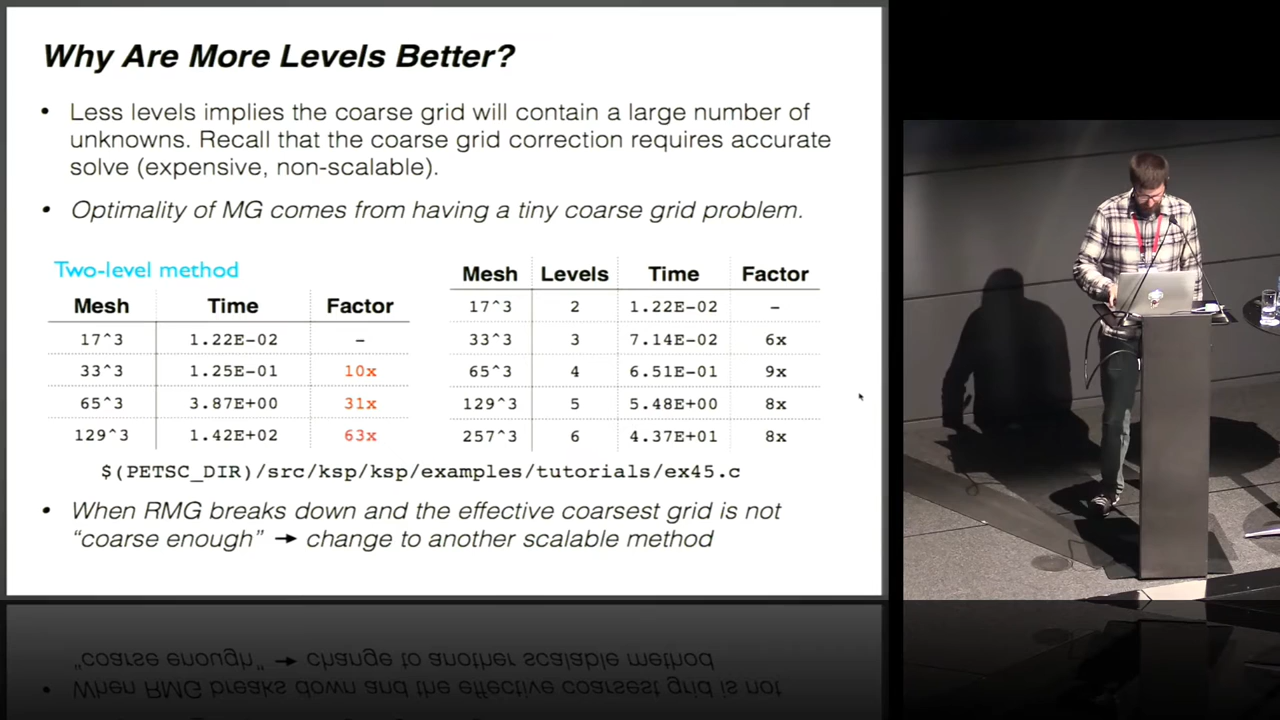 Why Are More Levels Better?
• Less levels implies the coarse grid will contain a large number of
unknowns. Recall that the coarse grid correction requires accurate
solve (expensive, non-scalable).
• Optimality of MG comes from having a tiny coarse grid problem.
Two-level method
Mesh Time Factor
17^3 1.22E-02 -
33^3 1.25E-01 10x
65^3 3.87E+00 31x
129^3 1.42E+02 63x
Mesh Levels Time Factor
17^3 2 1.22E-02 -
33^3 3 7.14E-02 6x
65^3 4 6.51E-01 9x
129^3 5 5.48E+00 8x
257^3 6 4.37E+01 8x
$(PETSC_DIR)/src/ksp/ksp/examples/tutorials/ex45.c
• When RMG breaks down and the effective coarsest grid is not
“coarse enough” → change to another scalable method